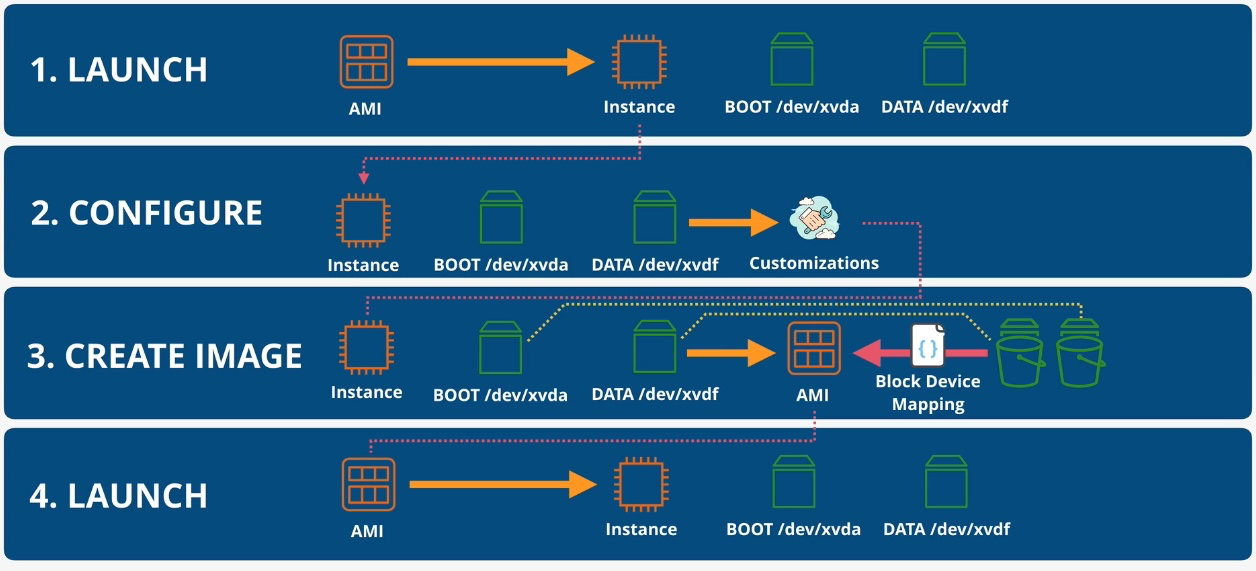 1. LAUNCH
AMI
Instance
BOOT /dev/xvda
DATA /dev/xvdf
2. CONFIGURE
Instance
BOOT /dev/xvda
DATA /dev/xvdf
Customizations
3. CREATE IMAGE
Instance
BOOT /dev/xvda
DATA /dev/xvdf
AMI
{ }
Block Device
Mapping
4. LAUNCH
AMI
Instance
BOOT /dev/xvda
DATA /dev/xvdf